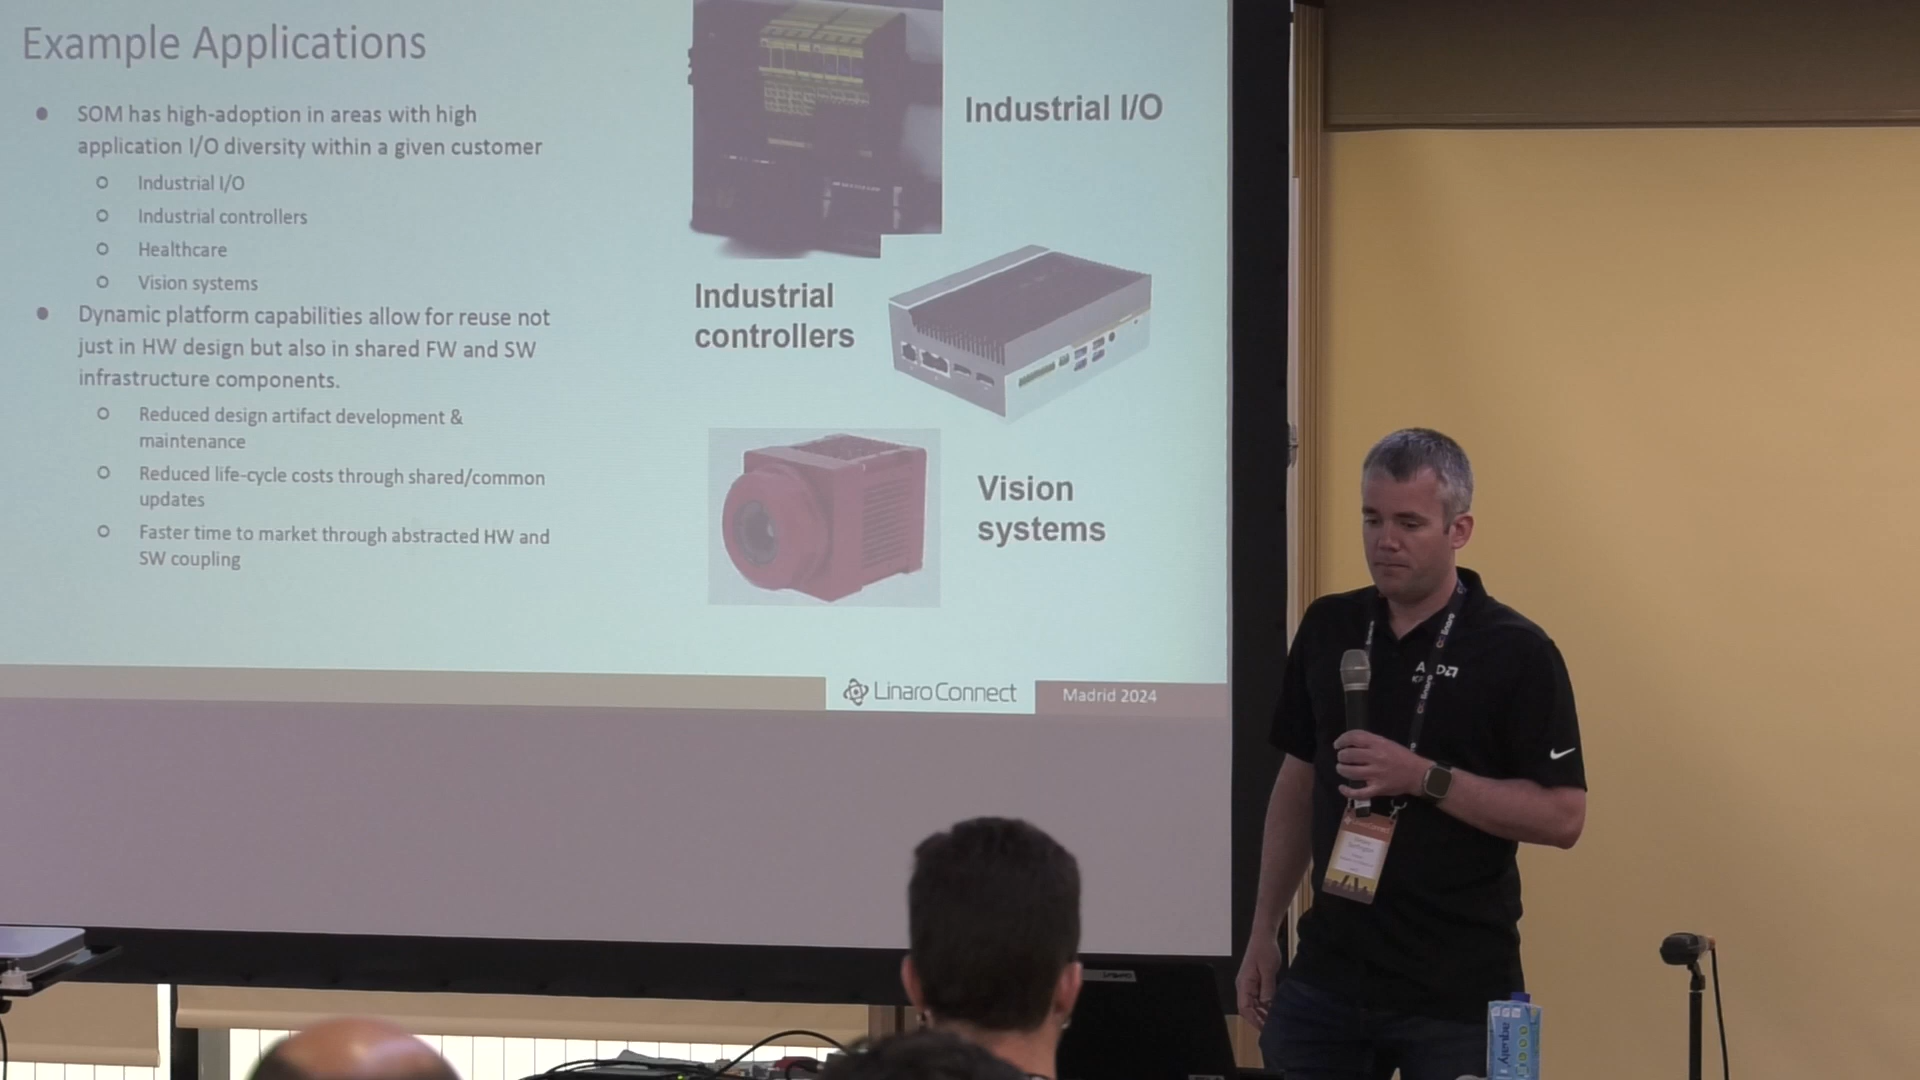 Example Applications
SOM has high-adoption in areas with high
application I/O diversity within a given customer
Industrial I/O
Industrial controllers
Healthcare
Vision systems
Dynamic platform capabilities allow for reuse not
just in HW design but also in shared FW and SW
infrastructure components.
Reduced design artifact development &
maintenance
Reduced life-cycle costs through shared/common
updates
Faster time to market through abstracted HW and
SW coupling
Industrial I/O
Industrial
controllers
Vision
systems
Linaro Connect
Madrid 2024
Linaro